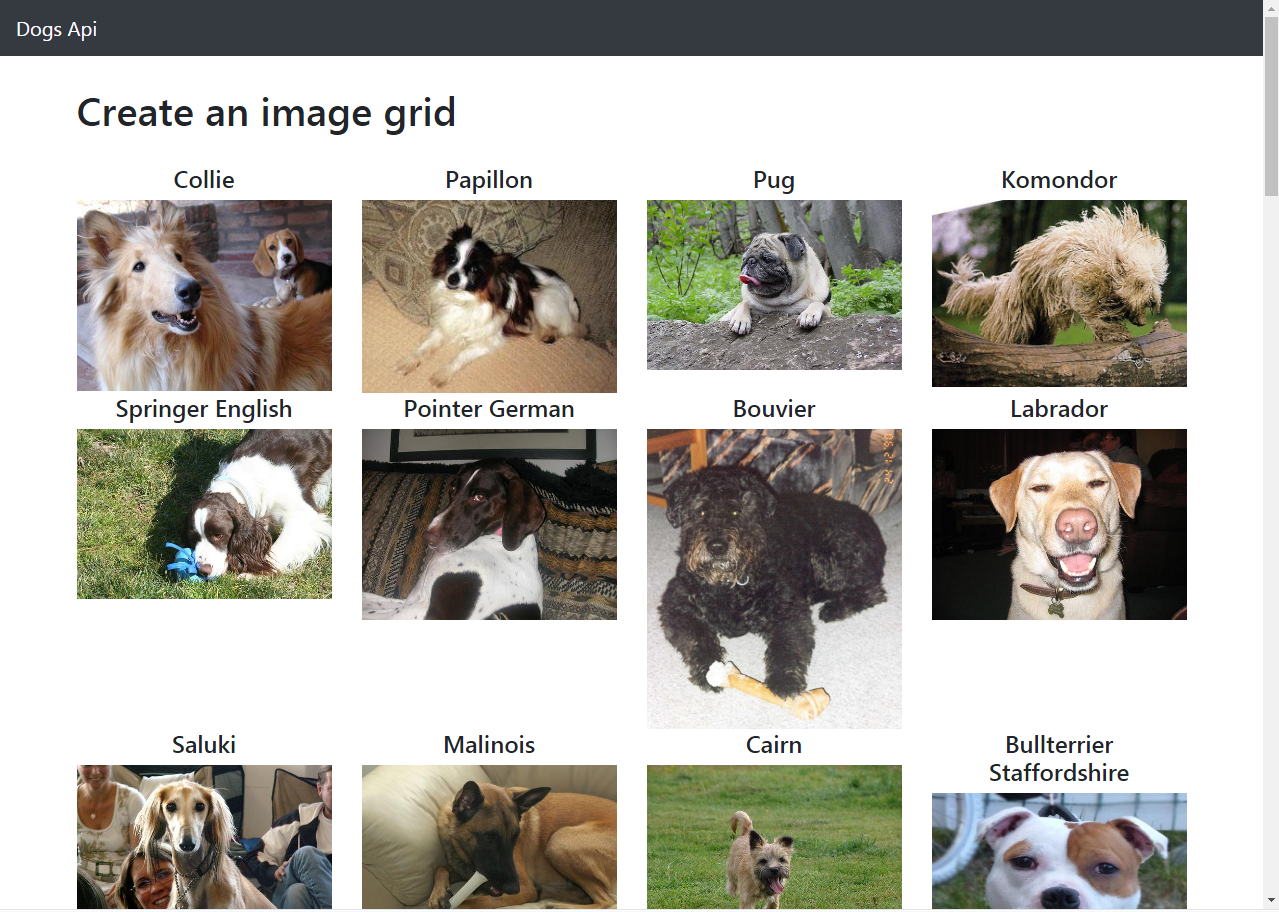 Dogs Api
Create an image grid
Collie
Papillon
Pug
Komondor
Springer English
Pointer German
Bouvier
Labrador
Saluki
Malinois
Cairn
Bullterrier
Staffordshire